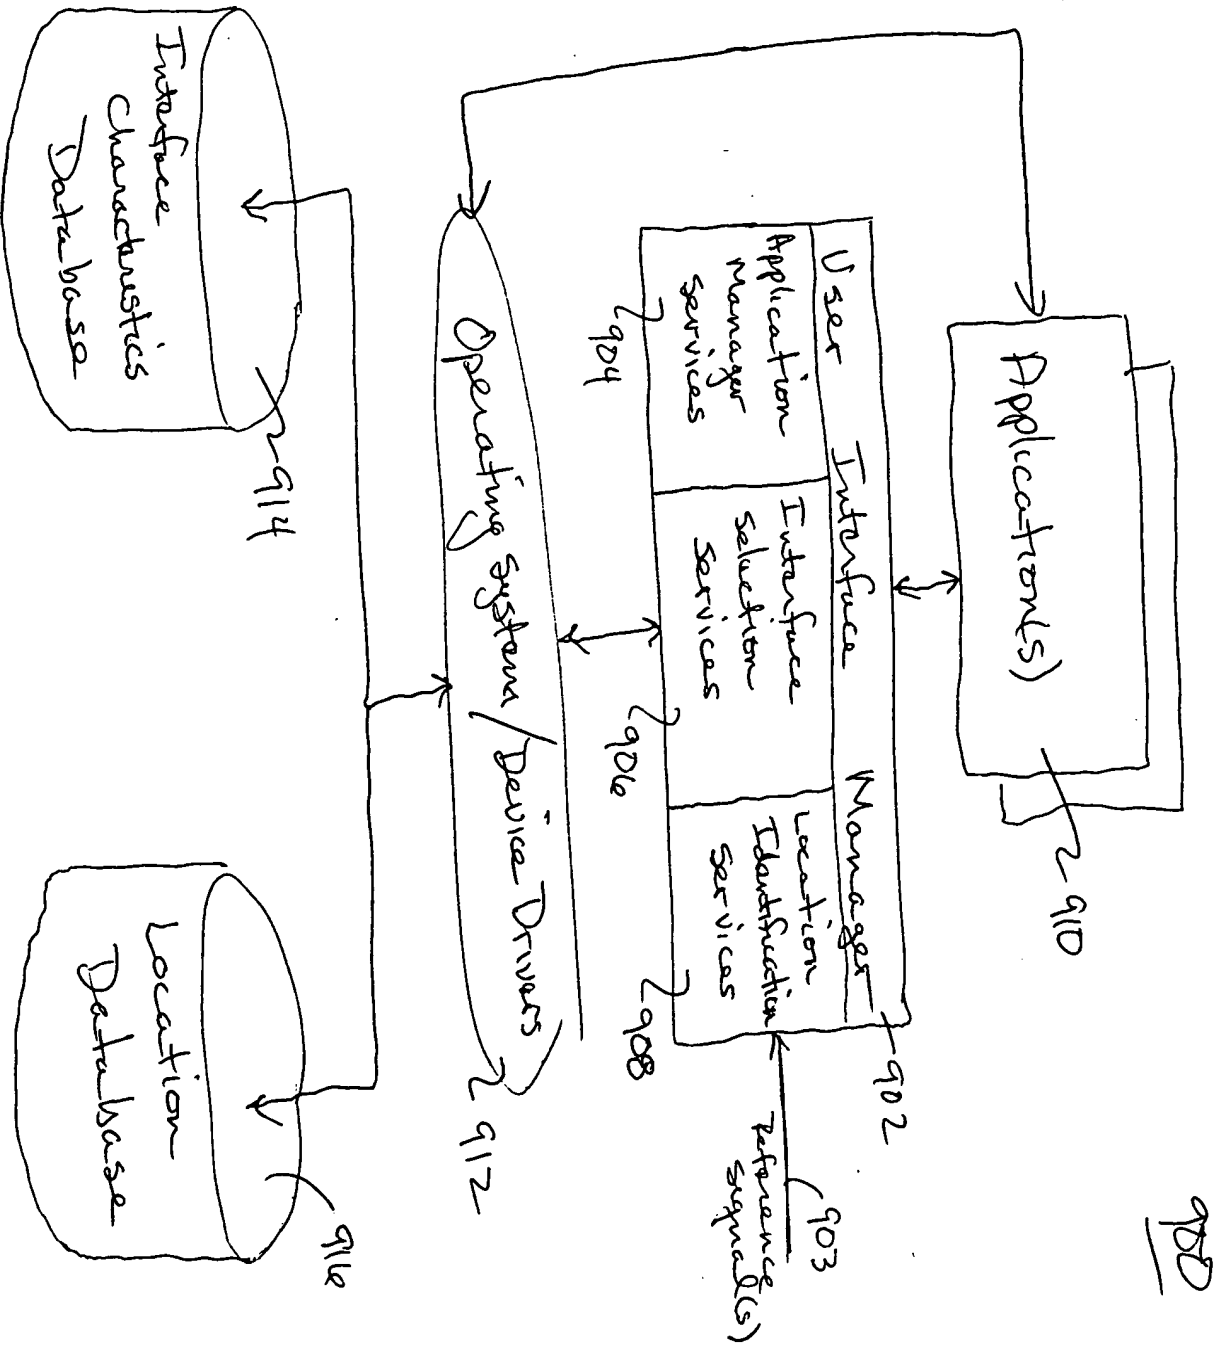 900
Application(s)
910
User Interface Manager
902
Application
Manager
Services
904
Interface
Selection
Services
906
Location
Identification
Services
908
903
Reference
Signal(s)
Operating System / Device Drivers
912
Interface
Characteristics
Database
914
Location
Database
916